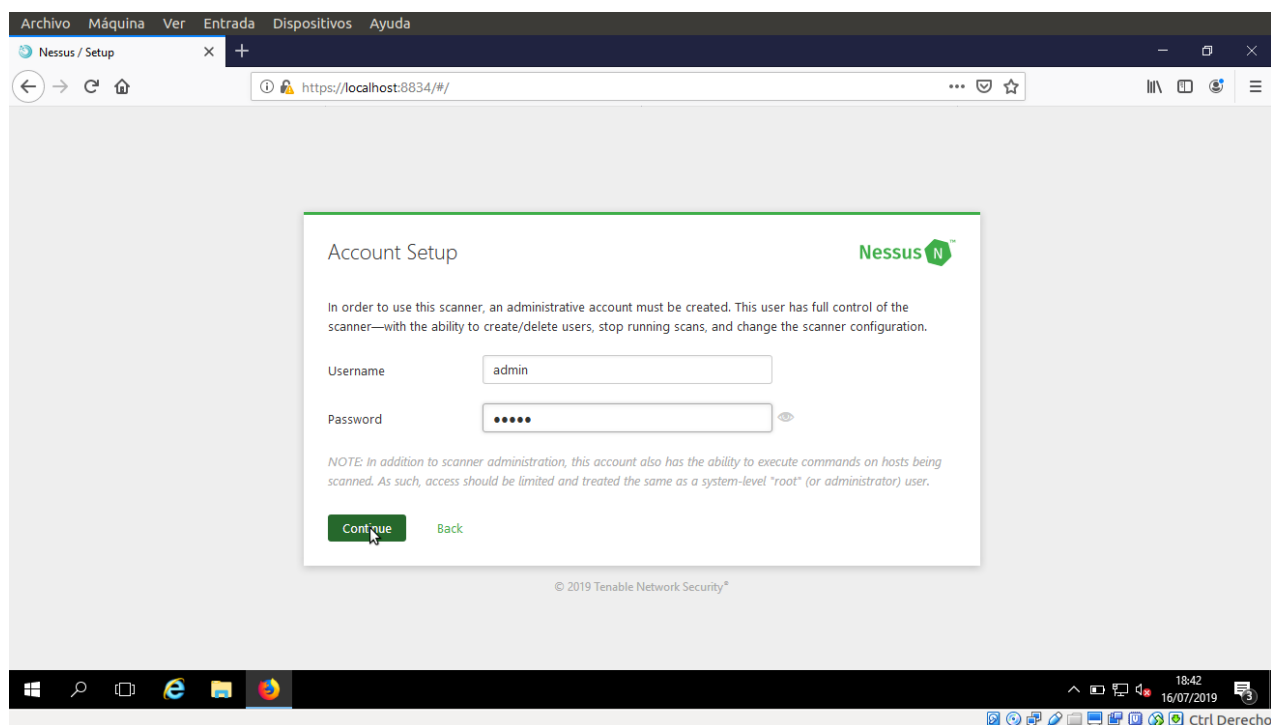 Archivo Máquina Ver Entrada Dispositivos Ayuda
Nessus / Setup
https://localhost:8834/#/
Account Setup
Nessus N ™
In order to use this scanner, an administrative account must be created. This user has full control of the
scanner—with the ability to create/delete users, stop running scans, and change the scanner configuration.
Username
admin
Password
•••••
NOTE: In addition to scanner administration, this account also has the ability to execute commands on hosts being
scanned. As such, access should be limited and treated the same as a system-level "root" (or administrator) user.
Continue Back
© 2019 Tenable Network Security®
18:42
16/07/2019
3
Ctrl Derecho